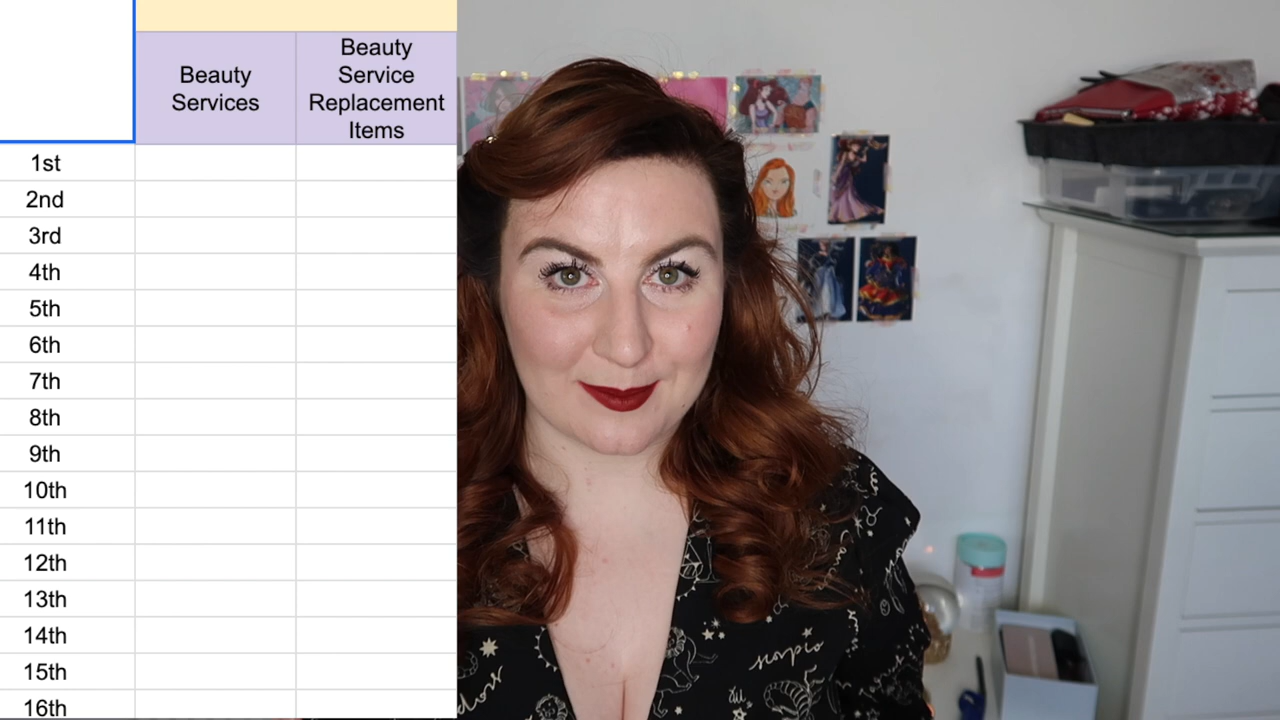 Beauty
Services
Beauty
Service
Replacement
Items
1st
2nd
3rd
4th
5th
6th
7th
8th
9th
10th
11th
12th
13th
14th
15th
16th
scorpio